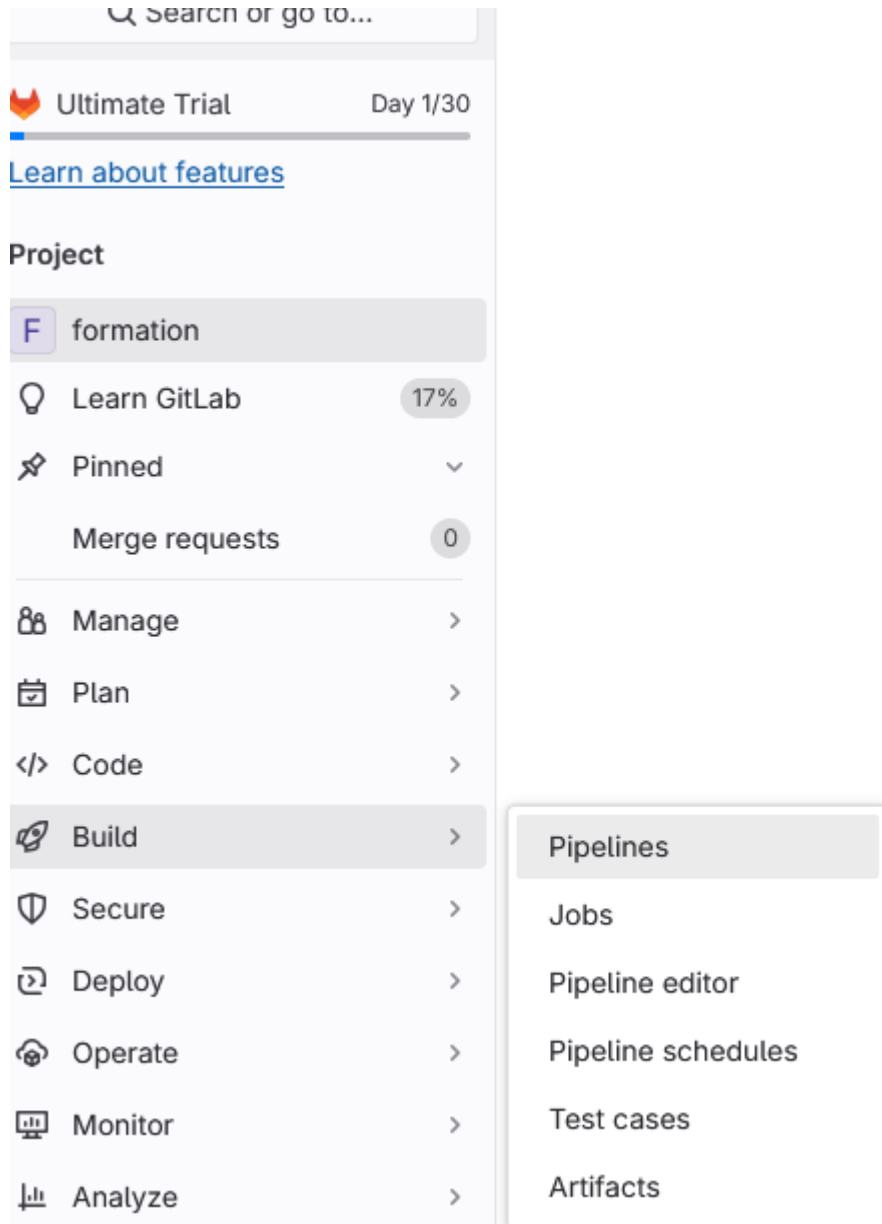 Search or go to...
Ultimate Trial Day 1/30
Learn about features
Project
F formation
Learn GitLab 17%
Pinned
Merge requests 0
Manage
Plan
Code
Build
Secure
Deploy
Operate
Monitor
Analyze
Pipelines
Jobs
Pipeline editor
Pipeline schedules
Test cases
Artifacts